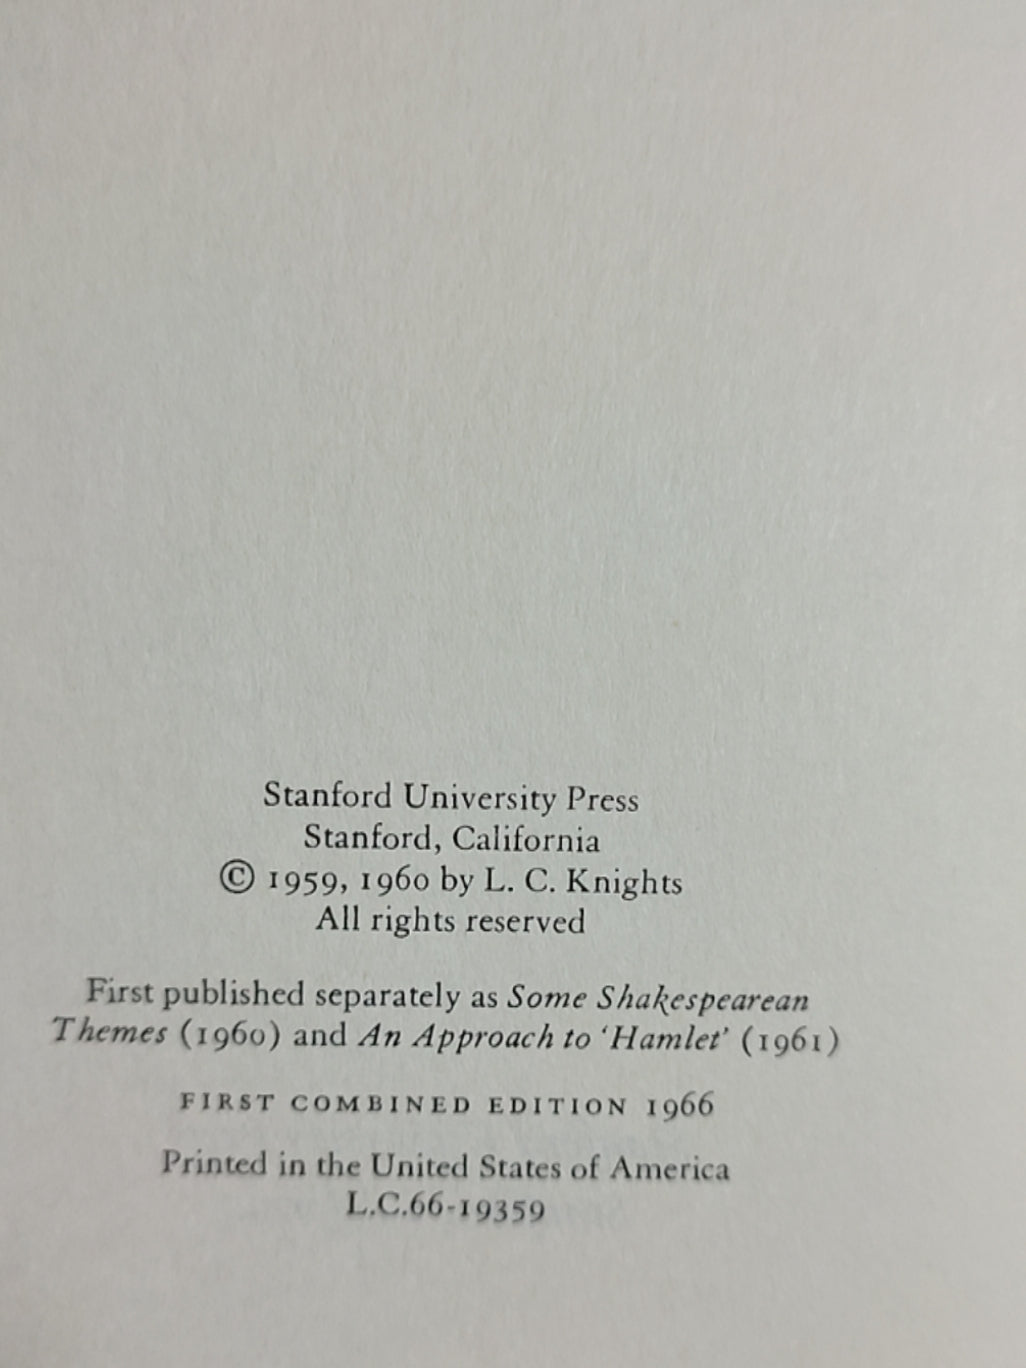 Stanford University Press
Stanford, California
© 1959, 1960 by L. C. Knights
All rights reserved
First published separately as Some Shakespearean
Themes (1960) and An Approach to ‘Hamlet’ (1961)
FIRST COMBINED EDITION 1966
Printed in the United States of America
L.C.66-19359